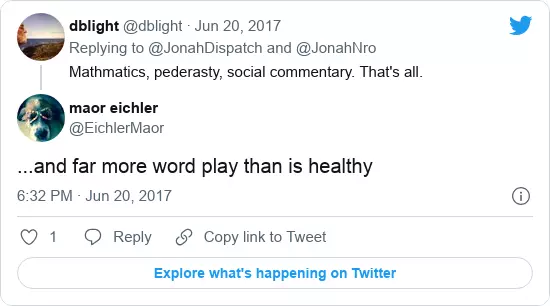 dblight @dblight · Jun 20, 2017
Replying to @JonahDispatch and @JonahNro
Mathmatics, pederasty, social commentary. That's all.
maor eichler
@EichlerMaor
...and far more word play than is healthy
6:32 PM · Jun 20, 2017
1 Reply Copy link to Tweet
Explore what's happening on Twitter